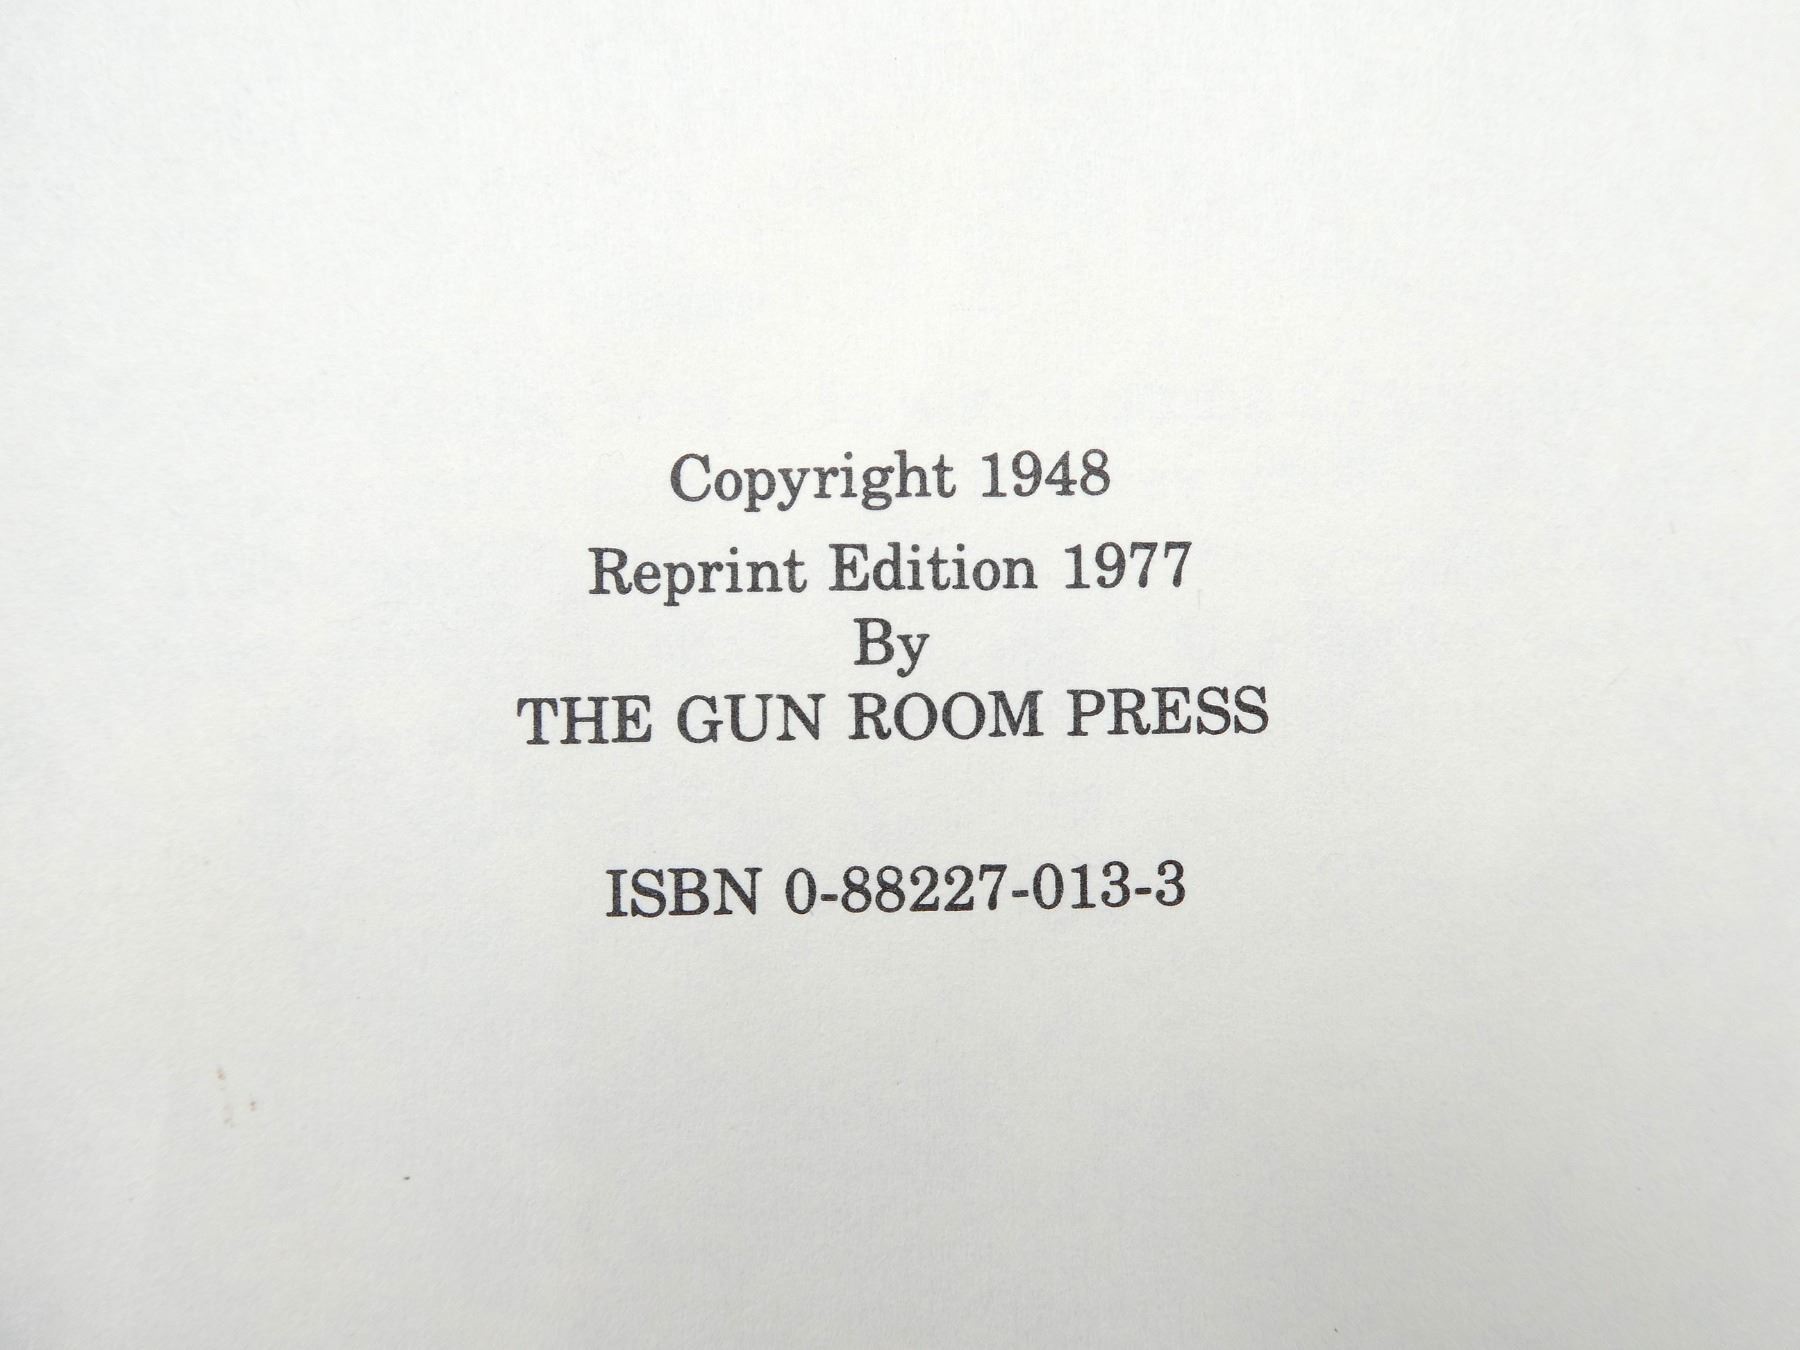 Copyright 1948
Reprint Edition 1977
By
THE GUN ROOM PRESS
ISBN 0-88227-013-3